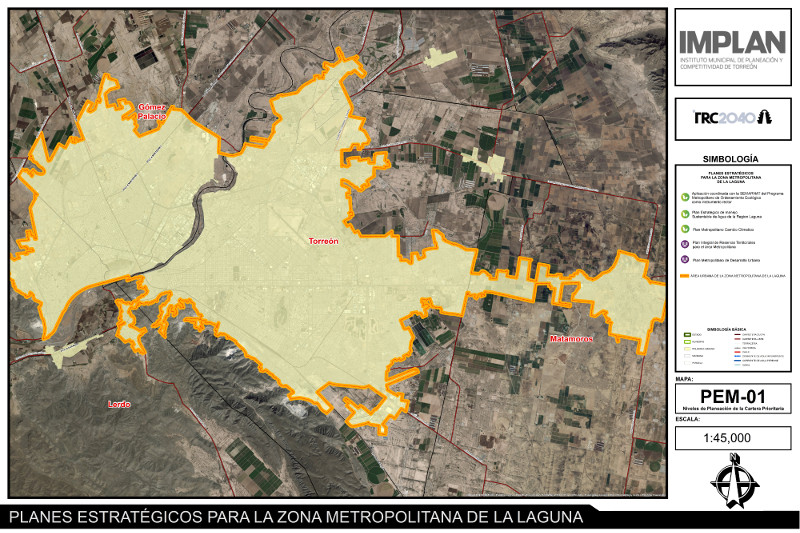 Gómez
Palacio
Torreón
Matamoros
Lerdo
IMPLAN
INSTITUTO MUNICIPAL DE PLANEACIÓN Y
COMPETITIVIDAD DE TORREÓN
TRC2040
SIMBOLOGÍA
PLANES ESTRATÉGICOS
PARA LA ZONA METROPOLITANA
DE LA LAGUNA
Aplicación coordinada con la SEMARNAT del Programa
Metropolitano de Ordenamiento Ecológico
como instrumento rector
Plan Estratégico de manejo
Sustentable de Agua de la Región Laguna
Plan Metropolitano Cambio Climático
Plan Integral de Reservas Territoriales
para el área Metropolitana
Plan Metropolitano de Desarrollo Urbano
ÁREA URBANA DE LA ZONA METROPOLITANA DE LA LAGUNA
SIMBOLOGÍA BÁSICA
MAPA:
PEM-01
Niveles de Planeación de la Cartera Prioritaria
ESCALA:
1:45,000
PLANES ESTRATÉGICOS PARA LA ZONA METROPOLITANA DE LA LAGUNA